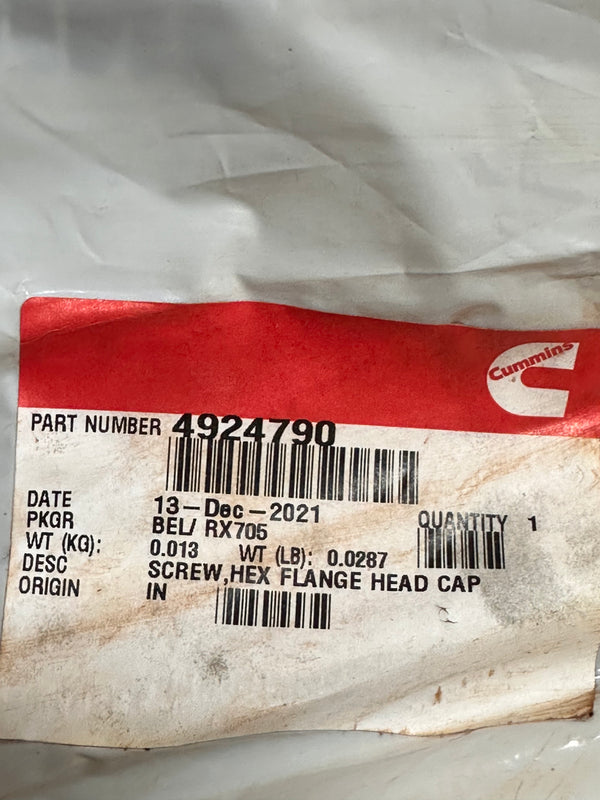 Cummins
PART NUMBER 4924790
DATE 13-Dec-2021 QUANTITY 1
PKGR BEL/ RX705
WT (KG): 0.013 WT (LB): 0.0287
DESC SCREW,HEX FLANGE HEAD CAP
ORIGIN IN